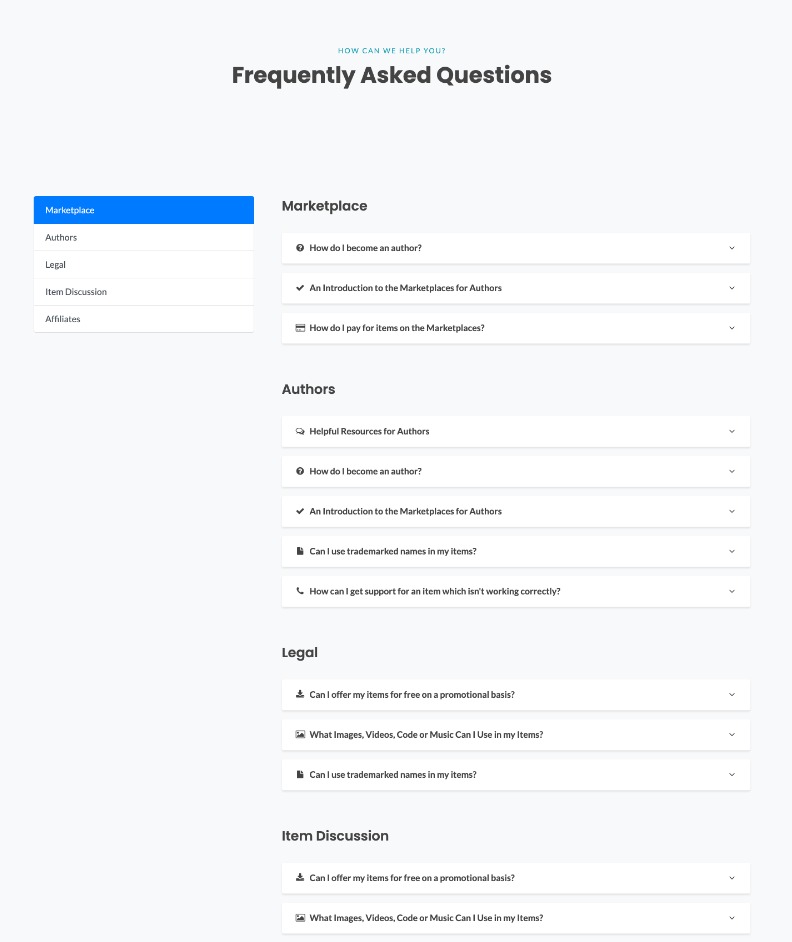 HOW CAN WE HELP YOU?
Frequently Asked Questions
Marketplace
Authors
Legal
Item Discussion
Affiliates
Marketplace
How do I become an author?
An Introduction to the Marketplaces for Authors
How do I pay for items on the Marketplaces?
Authors
Helpful Resources for Authors
How do I become an author?
An Introduction to the Marketplaces for Authors
Can I use trademarked names in my items?
How can I get support for an item which isn't working correctly?
Legal
Can I offer my items for free on a promotional basis?
What Images, Videos, Code or Music Can I Use in my Items?
Can I use trademarked names in my items?
Item Discussion
Can I offer my items for free on a promotional basis?
What Images, Videos, Code or Music Can I Use in my Items?